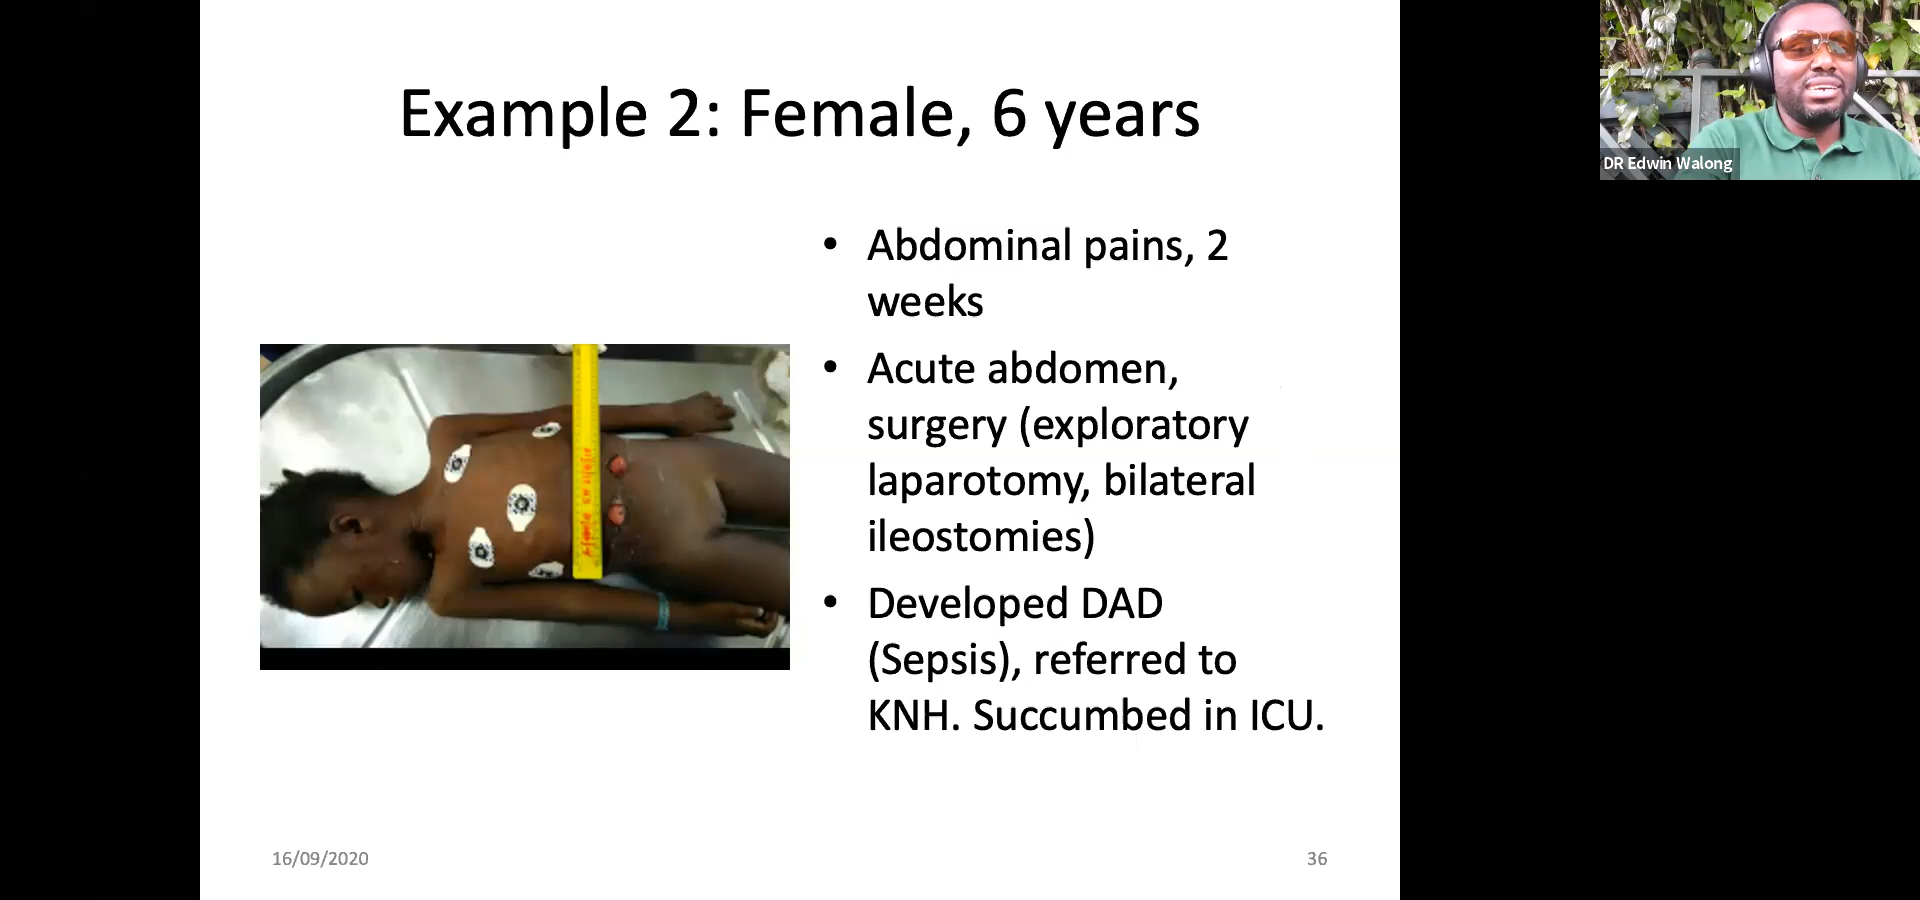 Example 2: Female, 6 years
DR Edwin Walong
• Abdominal pains, 2
weeks
• Acute abdomen,
surgery (exploratory
laparotomy, bilateral
ileostomies)
• Developed DAD
(Sepsis), referred to
KNH. Succumbed in ICU.
16/09/2020
36